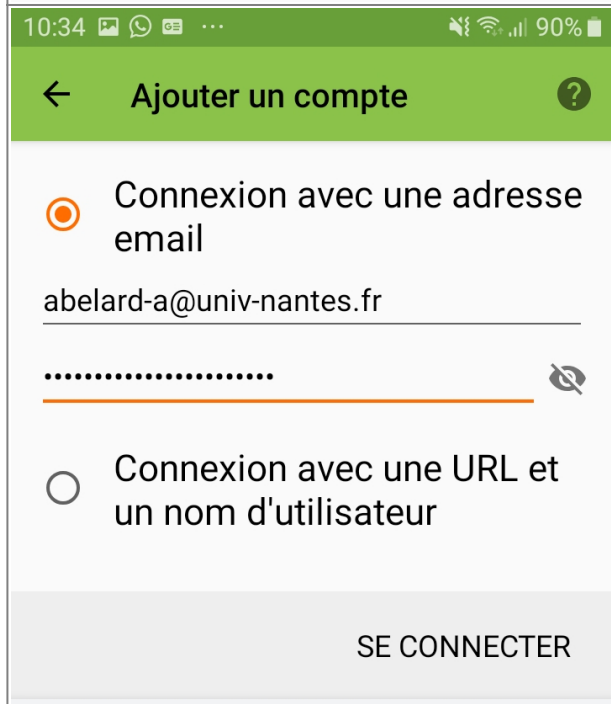 10:34 ... 90%
Ajouter un compte ?
Connexion avec une adresse
email
abelard-a@univ-nantes.fr
•••••••••••••••••••••••
Connexion avec une URL et
un nom d'utilisateur
SE CONNECTER